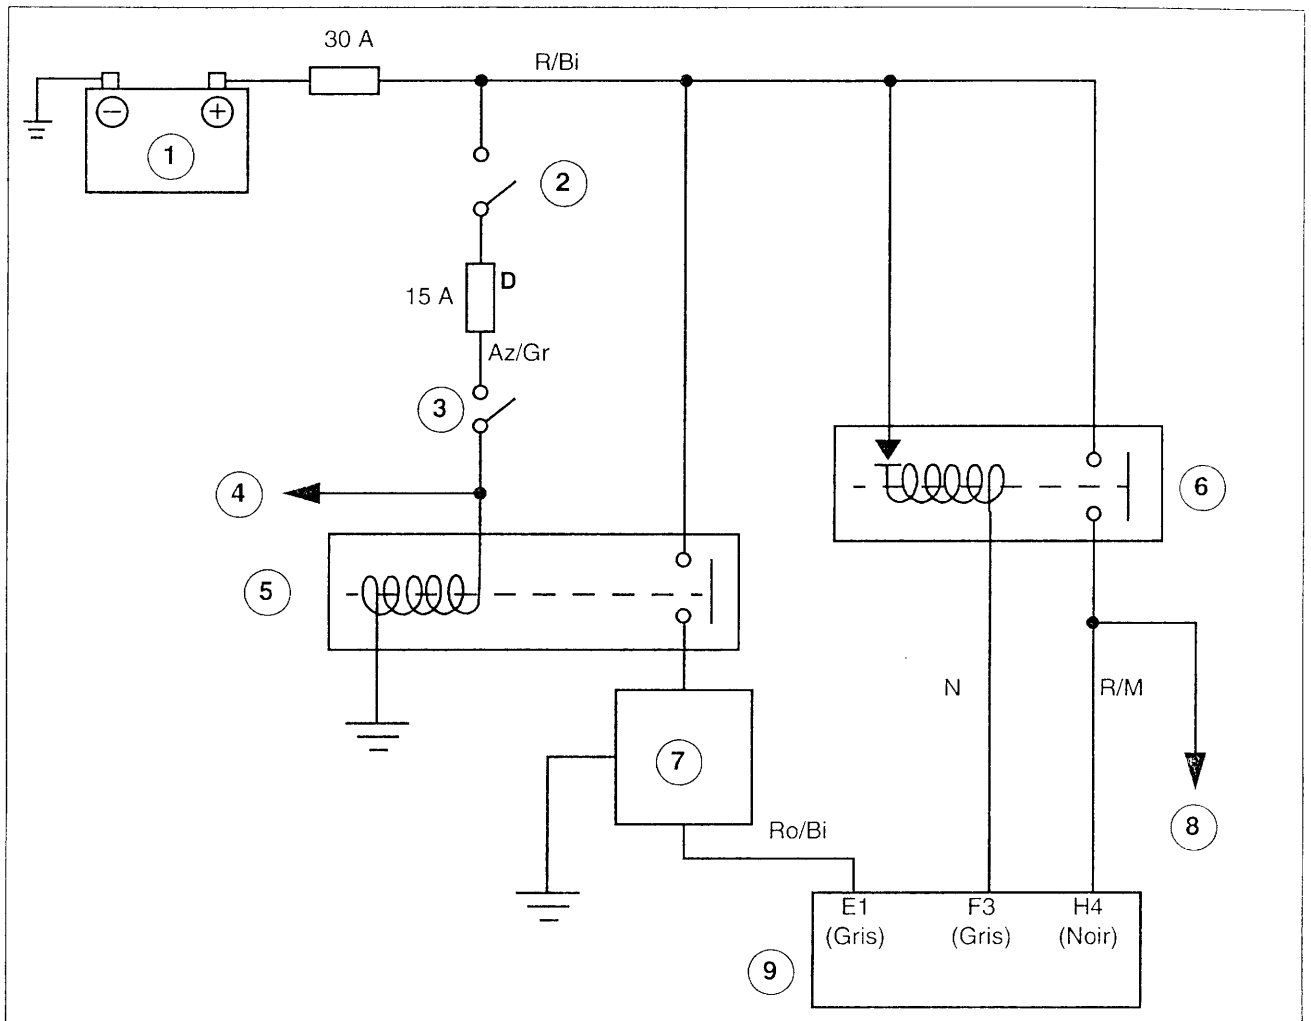 30 A
R/Bi
−
+
1
2
15 A
D
Az/Gr
3
4
6
5
N
R/M
7
8
Ro/Bi
E1
(Gris)
F3
(Gris)
H4
(Noir)
9